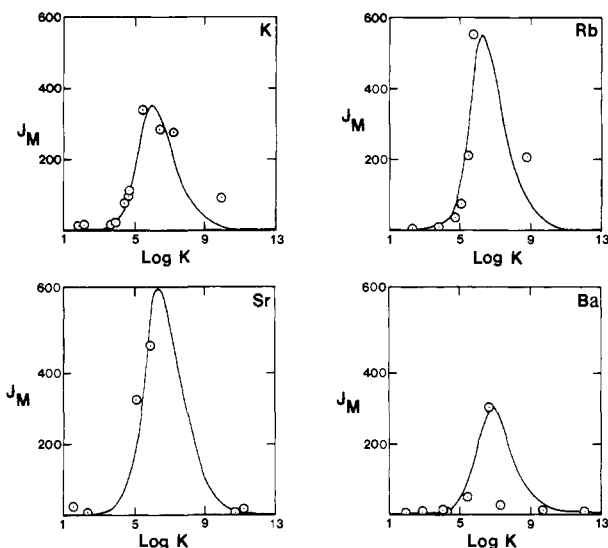 600 K
400
J_M
200
1 5 9 13
Log K
600 Rb
400
J_M
200
1 5 9 13
Log K
600 Sr
400
J_M
200
1 5 9 13
Log K
600 Ba
400
J_M
200
1 5 9 13
Log K